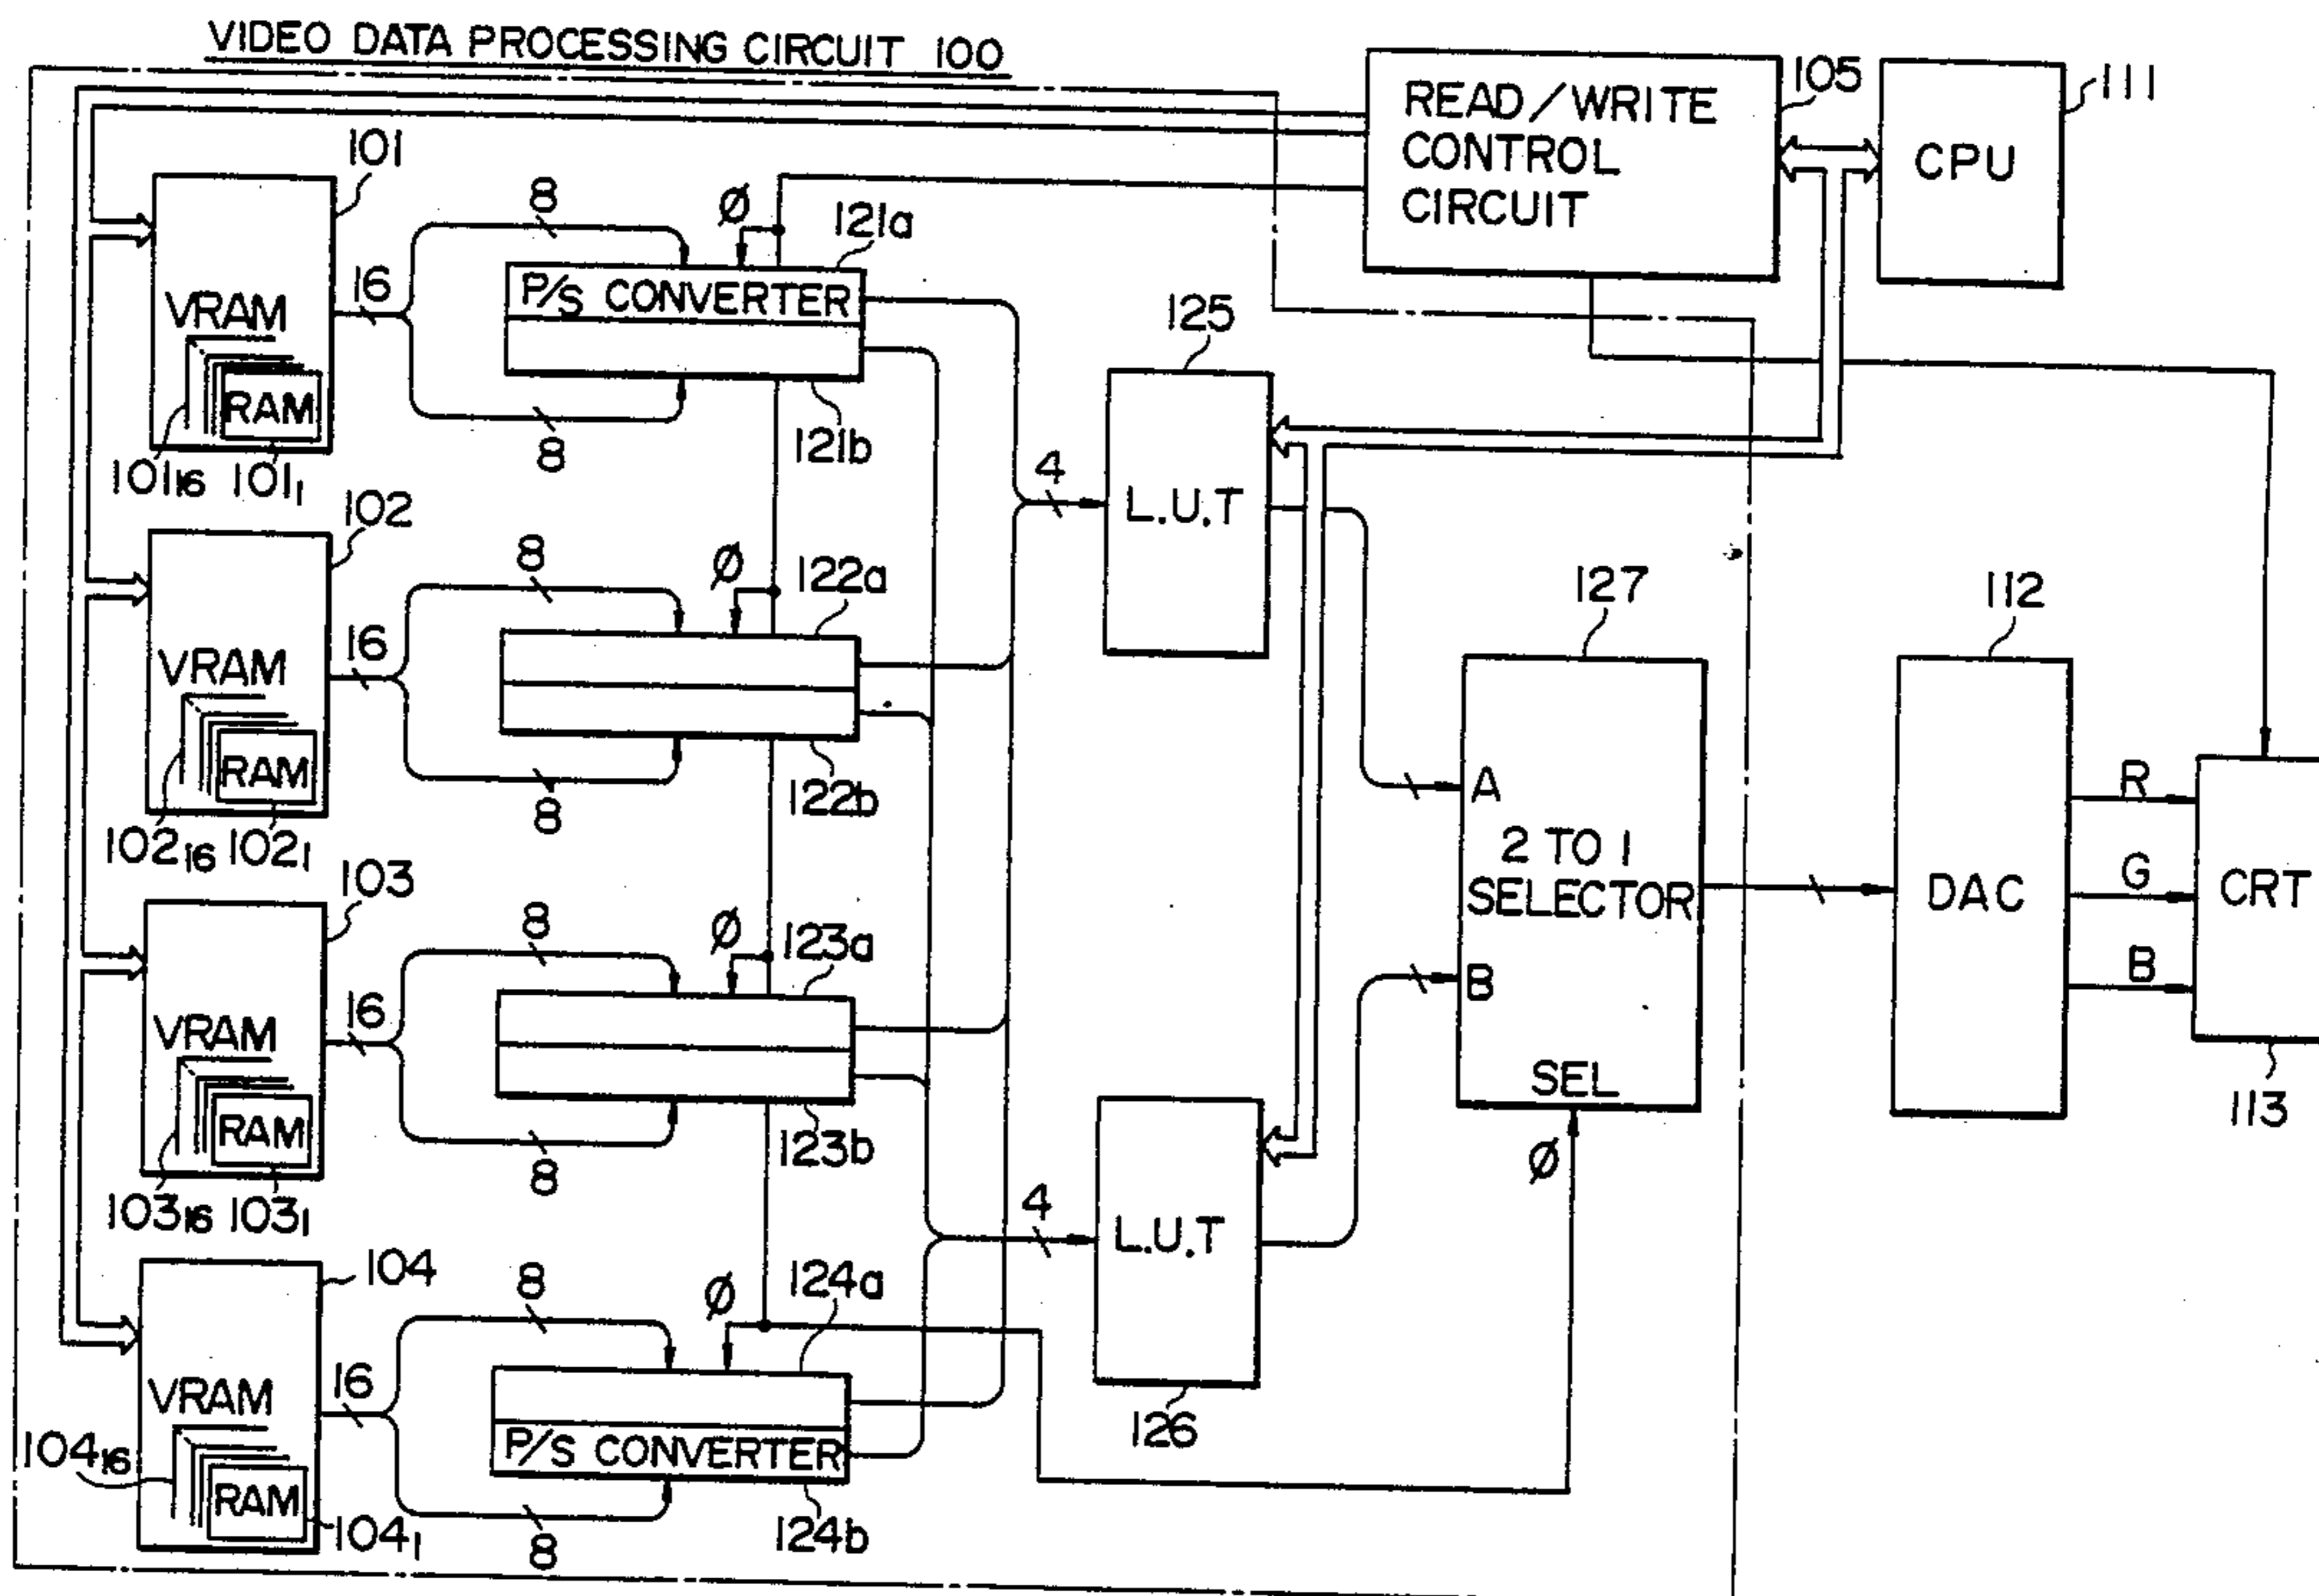 VIDEO DATA PROCESSING CIRCUIT 100
READ/WRITE
CONTROL
CIRCUIT
105
CPU
111
101
VRAM
RAM
101₁₆ 101₁
16
8
8
Ø
121a
P/S CONVERTER
121b
102
VRAM
RAM
102₁₆ 102₁
16
8
8
Ø
122a
122b
103
VRAM
RAM
103₁₆ 103₁
16
8
8
Ø
123a
123b
104
VRAM
RAM
104₁₆
104₁
16
8
8
Ø
124a
P/S CONVERTER
124b
4
125
L.U.T
4
L.U.T
126
127
A
2 TO 1
SELECTOR
B
SEL
Ø
112
DAC
R
G
B
CRT
113